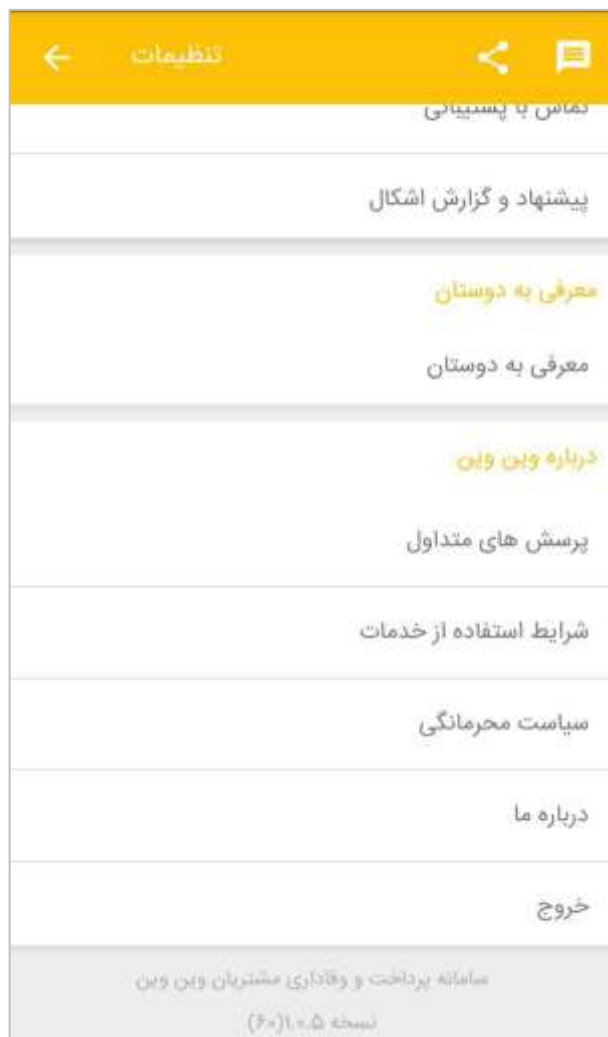 تنظیمات
تماس با پشتیبانی
پیشنهاد و گزارش اشکال
معرفی به دوستان
معرفی به دوستان
درباره وین وین
پرسش های متداول
شرایط استفاده از خدمات
سیاست محرمانگی
درباره ما
خروج
سامانه پرداخت و وفاداری مشتریان وین وین
نسخه ۱.۰.۵(۶۰)